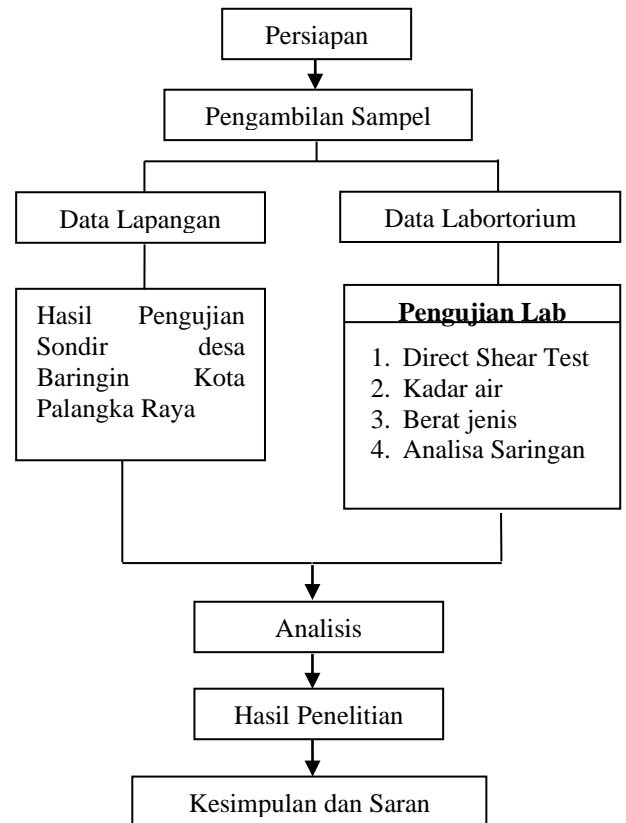 Persiapan
Pengambilan Sampel
Data Lapangan
Data Labortorium
Hasil Pengujian
Sondir desa
Baringin Kota
Palangka Raya
Pengujian Lab
1. Direct Shear Test
2. Kadar air
3. Berat jenis
4. Analisa Saringan
Analisis
Hasil Penelitian
Kesimpulan dan Saran